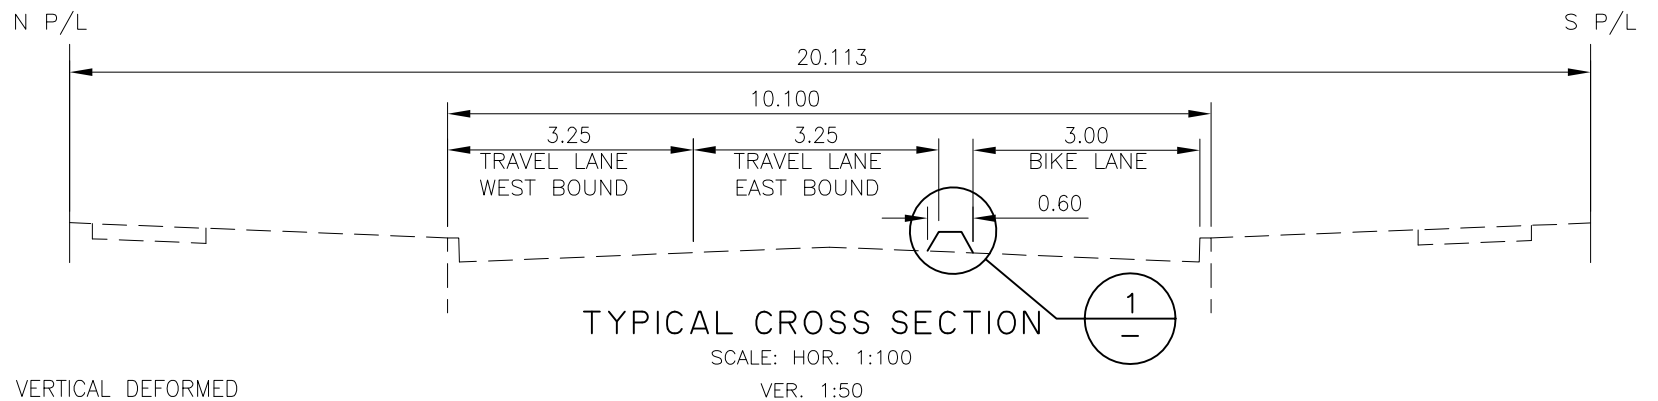 N P/L
S P/L
20.113
10.100
3.25
3.25
3.00
TRAVEL LANE
WEST BOUND
TRAVEL LANE
EAST BOUND
BIKE LANE
0.60
1
–
TYPICAL CROSS SECTION
SCALE: HOR. 1:100
VER. 1:50
VERTICAL DEFORMED